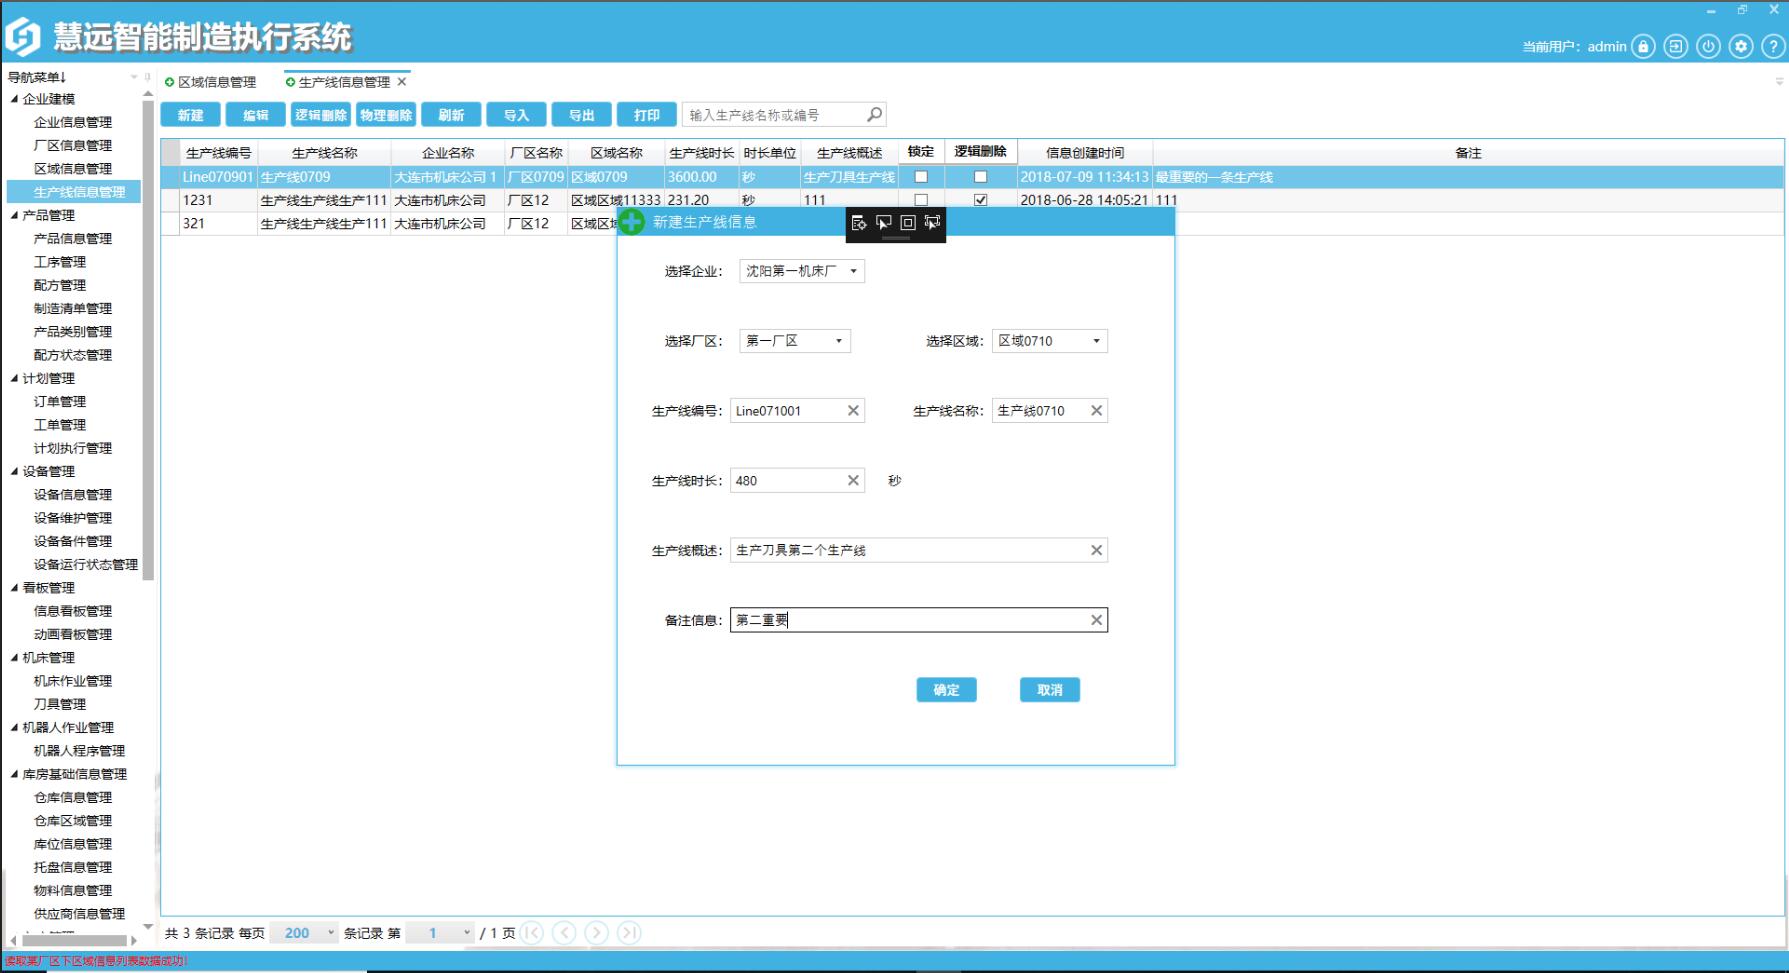 慧远智能制造执行系统
当前用户: admin
导航菜单↓
企业建模
企业信息管理
厂区信息管理
区域信息管理
生产线信息管理
产品管理
产品信息管理
工序管理
配方管理
制造清单管理
产品类别管理
配方状态管理
计划管理
订单管理
工单管理
计划执行管理
设备管理
设备信息管理
设备维护管理
设备备件管理
设备运行状态管理
看板管理
信息看板管理
动画看板管理
机床管理
机床作业管理
刀具管理
机器人作业管理
机器人程序管理
库房基础信息管理
仓库信息管理
仓库区域管理
库位信息管理
托盘信息管理
物料信息管理
供应商信息管理
区域信息管理 生产线信息管理
新建 编辑 逻辑删除 物理删除 刷新 导入 导出 打印 输入生产线名称或编号
生产线编号 生产线名称 企业名称 厂区名称 区域名称 生产线时长 时长单位 生产线概述 锁定 逻辑删除 信息创建时间 备注
Line070901 生产线0709 大连市机床公司 1 厂区0709 区域0709 3600.00 秒 生产刀具生产线 2018-07-09 11:34:13 最重要的一条生产线
1231 生产线生产线生产111 大连市机床公司 厂区12 区域区域11333 231.20 秒 111 2018-06-28 14:05:21 111
321 生产线生产线生产111 大连市机床公司 厂区12 区域区域
新建生产线信息
选择企业: 沈阳第一机床厂
选择厂区: 第一厂区 选择区域: 区域0710
生产线编号: Line071001 生产线名称: 生产线0710
生产线时长: 480 秒
生产线概述: 生产刀具第二个生产线
备注信息: 第二重要
确定 取消
共 3 条记录 每页 200 条记录 第 1 / 1 页
读取某厂区下区域信息列表数据成功!